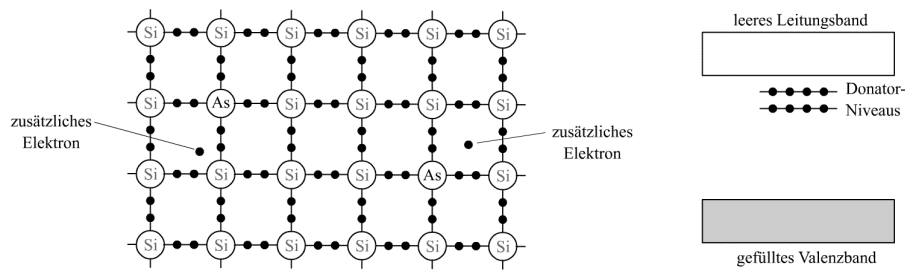 Si Si Si Si Si Si
Si As Si Si Si Si
Si Si Si Si As Si
Si Si Si Si Si Si
zusätzliches
Elektron
zusätzliches
Elektron
leeres Leitungsband
Donator-
Niveaus
gefülltes Valenzband